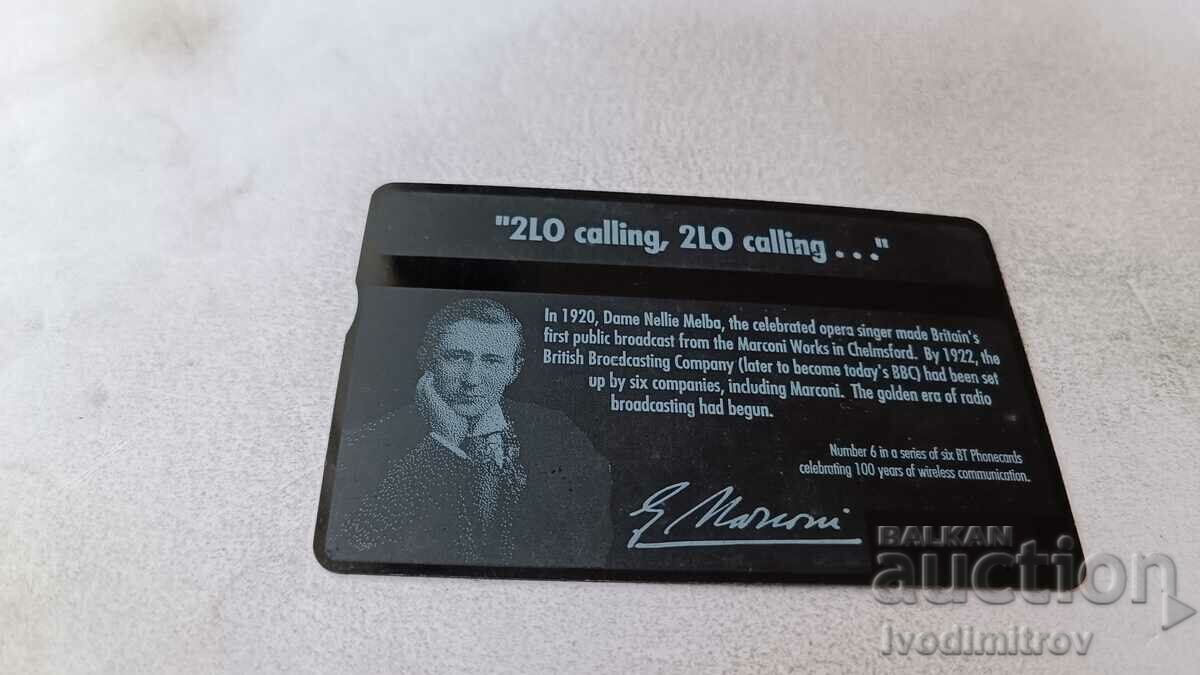 "2LO calling, 2LO calling . . ."
In 1920, Dame Nellie Melba, the celebrated opera singer made Britain's
first public broadcast from the Marconi Works in Chelmsford. By 1922, the
British Broadcasting Company (later to become today's BBC) had been set
up by six companies, including Marconi. The golden era of radio
broadcasting had begun.
Number 6 in a series of six BT Phonecards
celebrating 100 years of wireless communication.
G Marconi
BALKAN
auction
Ivodimitrov